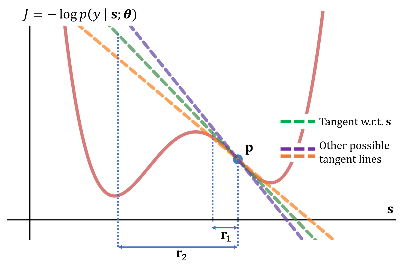 J = − log p(y | s; θ)
Tangent w.r.t. s
Other possible
tangent lines
p
s
r₁
r₂